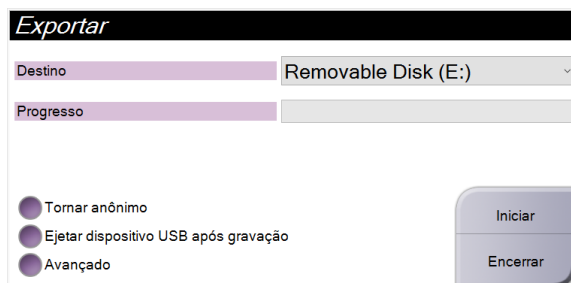 Exportar
Destino
Removable Disk (E:)
Progresso
Tornar anônimo
Ejetar dispositivo USB após gravação
Avançado
Iniciar
Encerrar